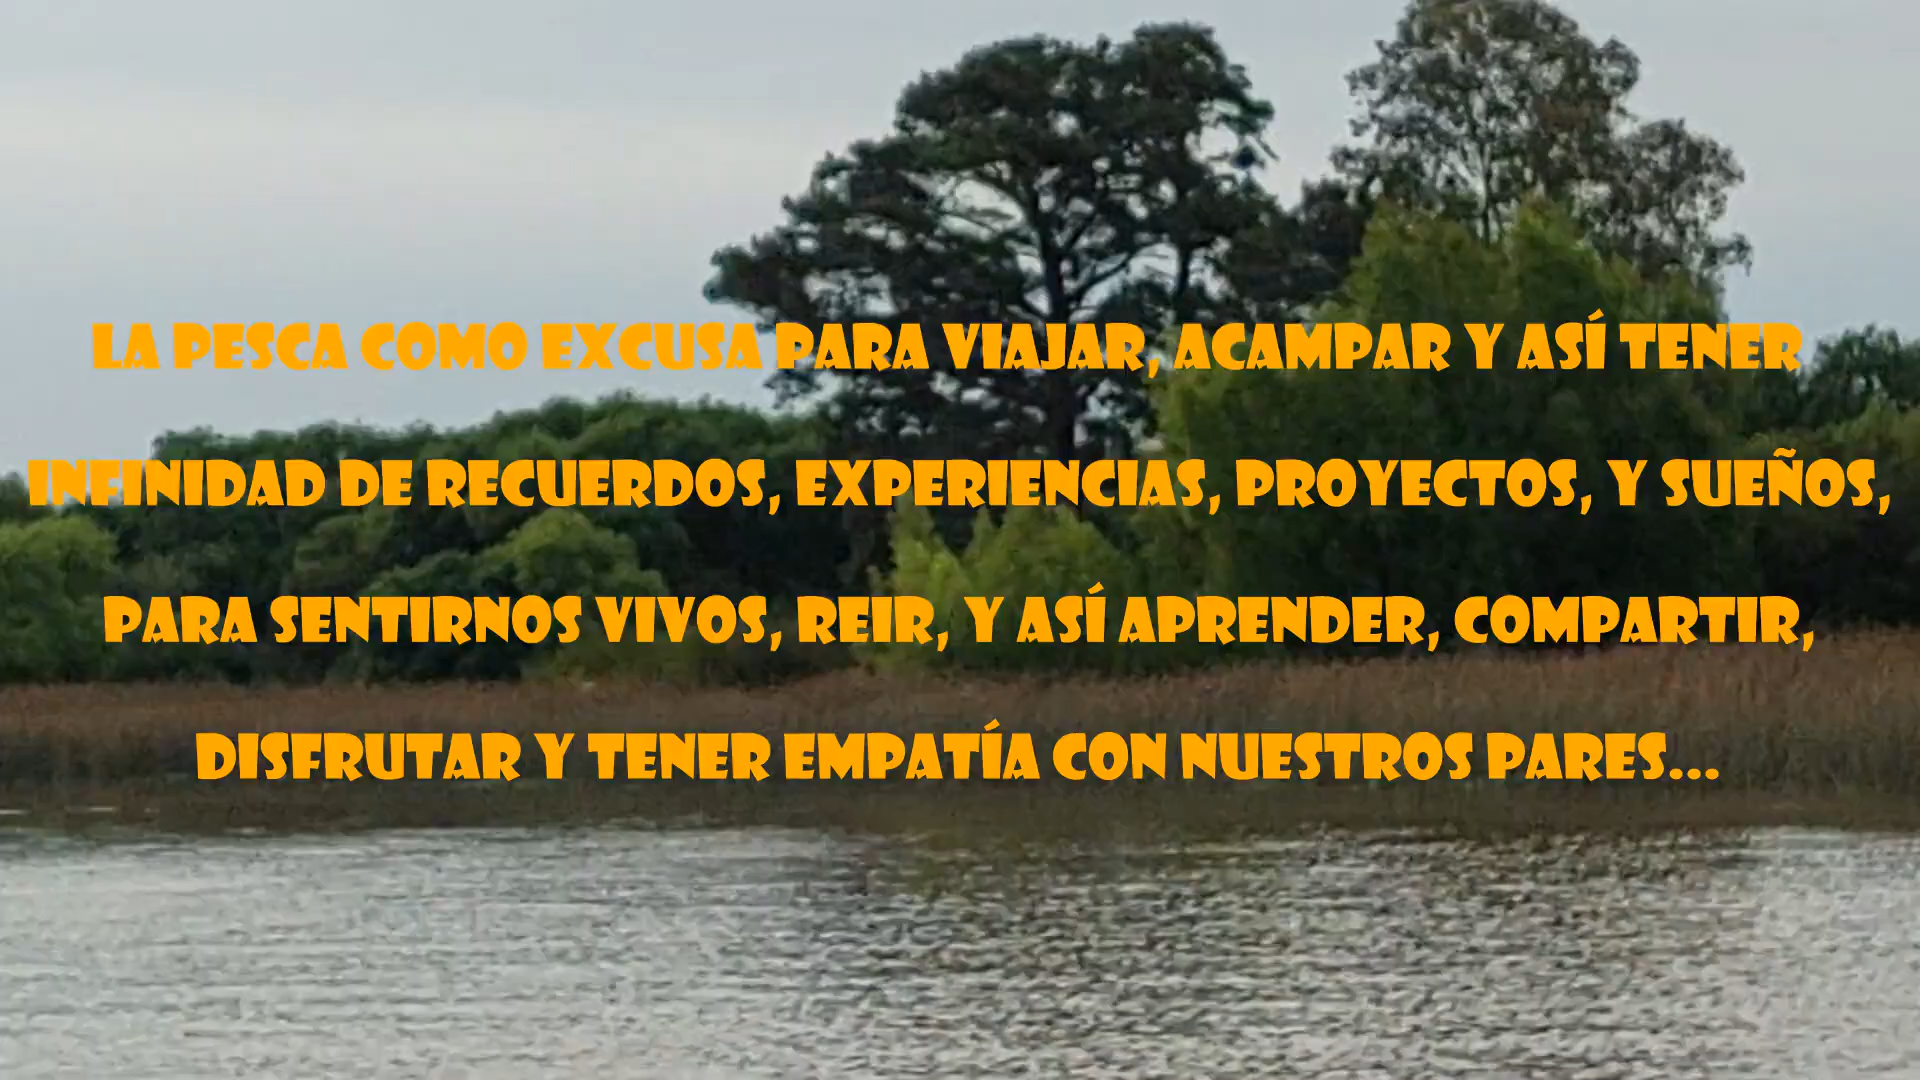 LA PESCA COMO EXCUSA PARA VIAJAR, ACAMPAR Y ASÍ TENER
INFINIDAD DE RECUERDOS, EXPERIENCIAS, PROYECTOS, Y SUEÑOS,
PARA SENTIRNOS VIVOS, REIR, Y ASÍ APRENDER, COMPARTIR,
DISFRUTAR Y TENER EMPATÍA CON NUESTROS PARES...